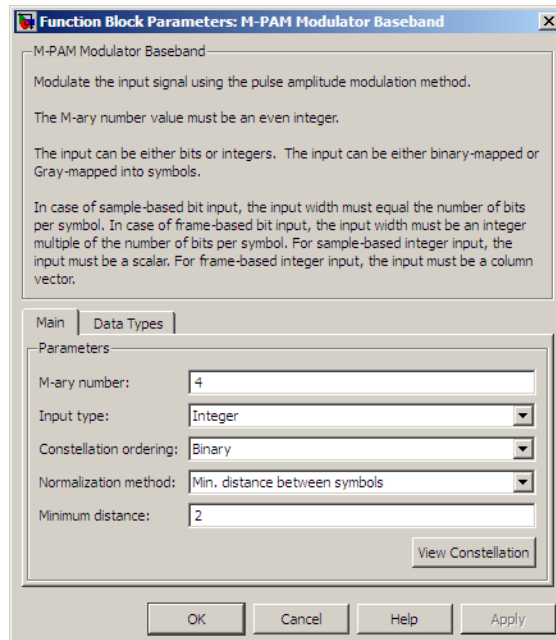 Function Block Parameters: M-PAM Modulator Baseband
M-PAM Modulator Baseband
Modulate the input signal using the pulse amplitude modulation method.
The M-ary number value must be an even integer.
The input can be either bits or integers.  The input can be either binary-mapped or
Gray-mapped into symbols.
In case of sample-based bit input, the input width must equal the number of bits
per symbol. In case of frame-based bit input, the input width must be an integer
multiple of the number of bits per symbol. For sample-based integer input, the
input must be a scalar. For frame-based integer input, the input must be a column
vector.
Main Data Types
Parameters
M-ary number: 4
Input type: Integer
Constellation ordering: Binary
Normalization method: Min. distance between symbols
Minimum distance: 2
View Constellation
OK Cancel Help Apply